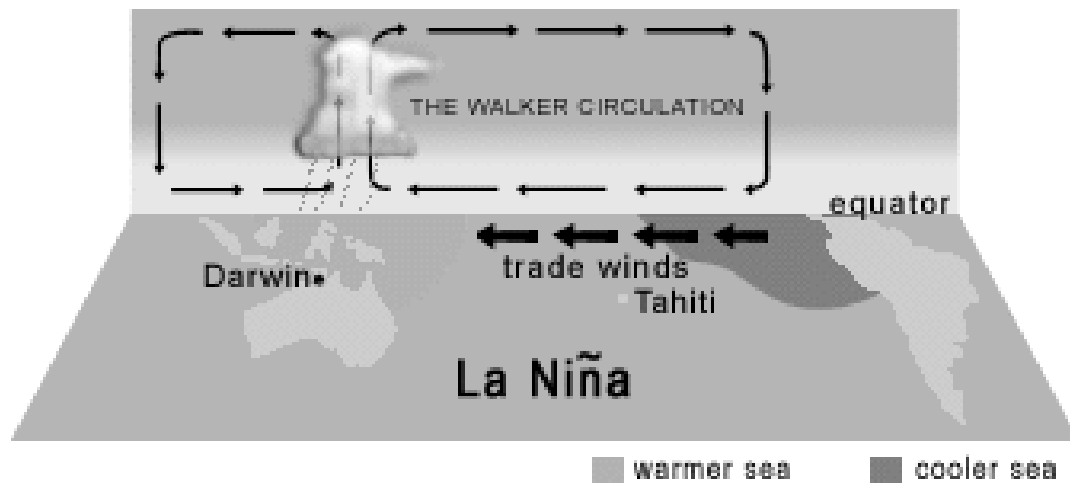 THE WALKER CIRCULATION
equator
trade winds
Darwin
Tahiti
La Niña
warmer sea
cooler sea